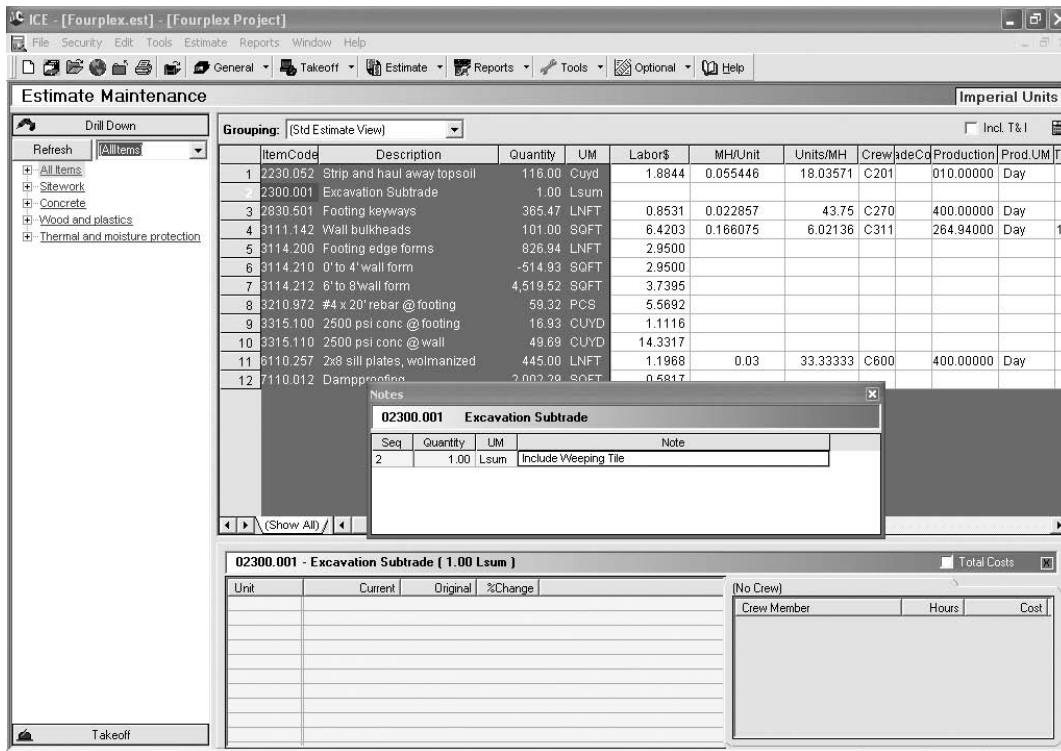 ICE - [Fourplex.est] - [Fourplex Project]
File Security Edit Tools Estimate Reports Window Help
General Takeoff Estimate Reports Tools Optional Help
Estimate Maintenance Imperial Units
Drill Down
Refresh (AllItems)
All Items
Sitework
Concrete
Wood and plastics
Thermal and moisture protection
Takeoff
Grouping: (Std Estimate View) Incl. T& I
ItemCode Description Quantity UM Labor$ MH/Unit Units/MH Crew adeCo Production Prod.UM T
1 2230.052 Strip and haul away topsoil 116.00 Cuyd 1.8844 0.055446 18.03571 C201 010.00000 Day
2 2300.001 Excavation Subtrade 1.00 Lsum
3 2830.501 Footing keyways 365.47 LNFT 0.8531 0.022857 43.75 C270 400.00000 Day
4 3111.142 Wall bulkheads 101.00 SQFT 6.4203 0.166075 6.02136 C311 264.94000 Day 1
5 3114.200 Footing edge forms 826.94 LNFT 2.9500
6 3114.210 0' to 4' wall form -514.93 SQFT 2.9500
7 3114.212 6' to 8' wall form 4,519.52 SQFT 3.7395
8 3210.972 #4 x 20' rebar @ footing 59.32 PCS 5.5692
9 3315.100 2500 psi conc @ footing 16.93 CUYD 1.1116
10 3315.110 2500 psi conc @ wall 49.69 CUYD 14.3317
11 6110.257 2x8 sill plates, wolmanized 445.00 LNFT 1.1968 0.03 33.33333 C600 400.00000 Day
12 7110.012 Dampproofing 2,002.29 SQFT 0.5817
Notes
02300.001 Excavation Subtrade
Seq Quantity UM Note
2 1.00 Lsum Include Weeping Tile
(Show All)
02300.001 - Excavation Subtrade ( 1.00 Lsum ) Total Costs
Unit Current Original %Change
(No Crew)
Crew Member Hours Cost